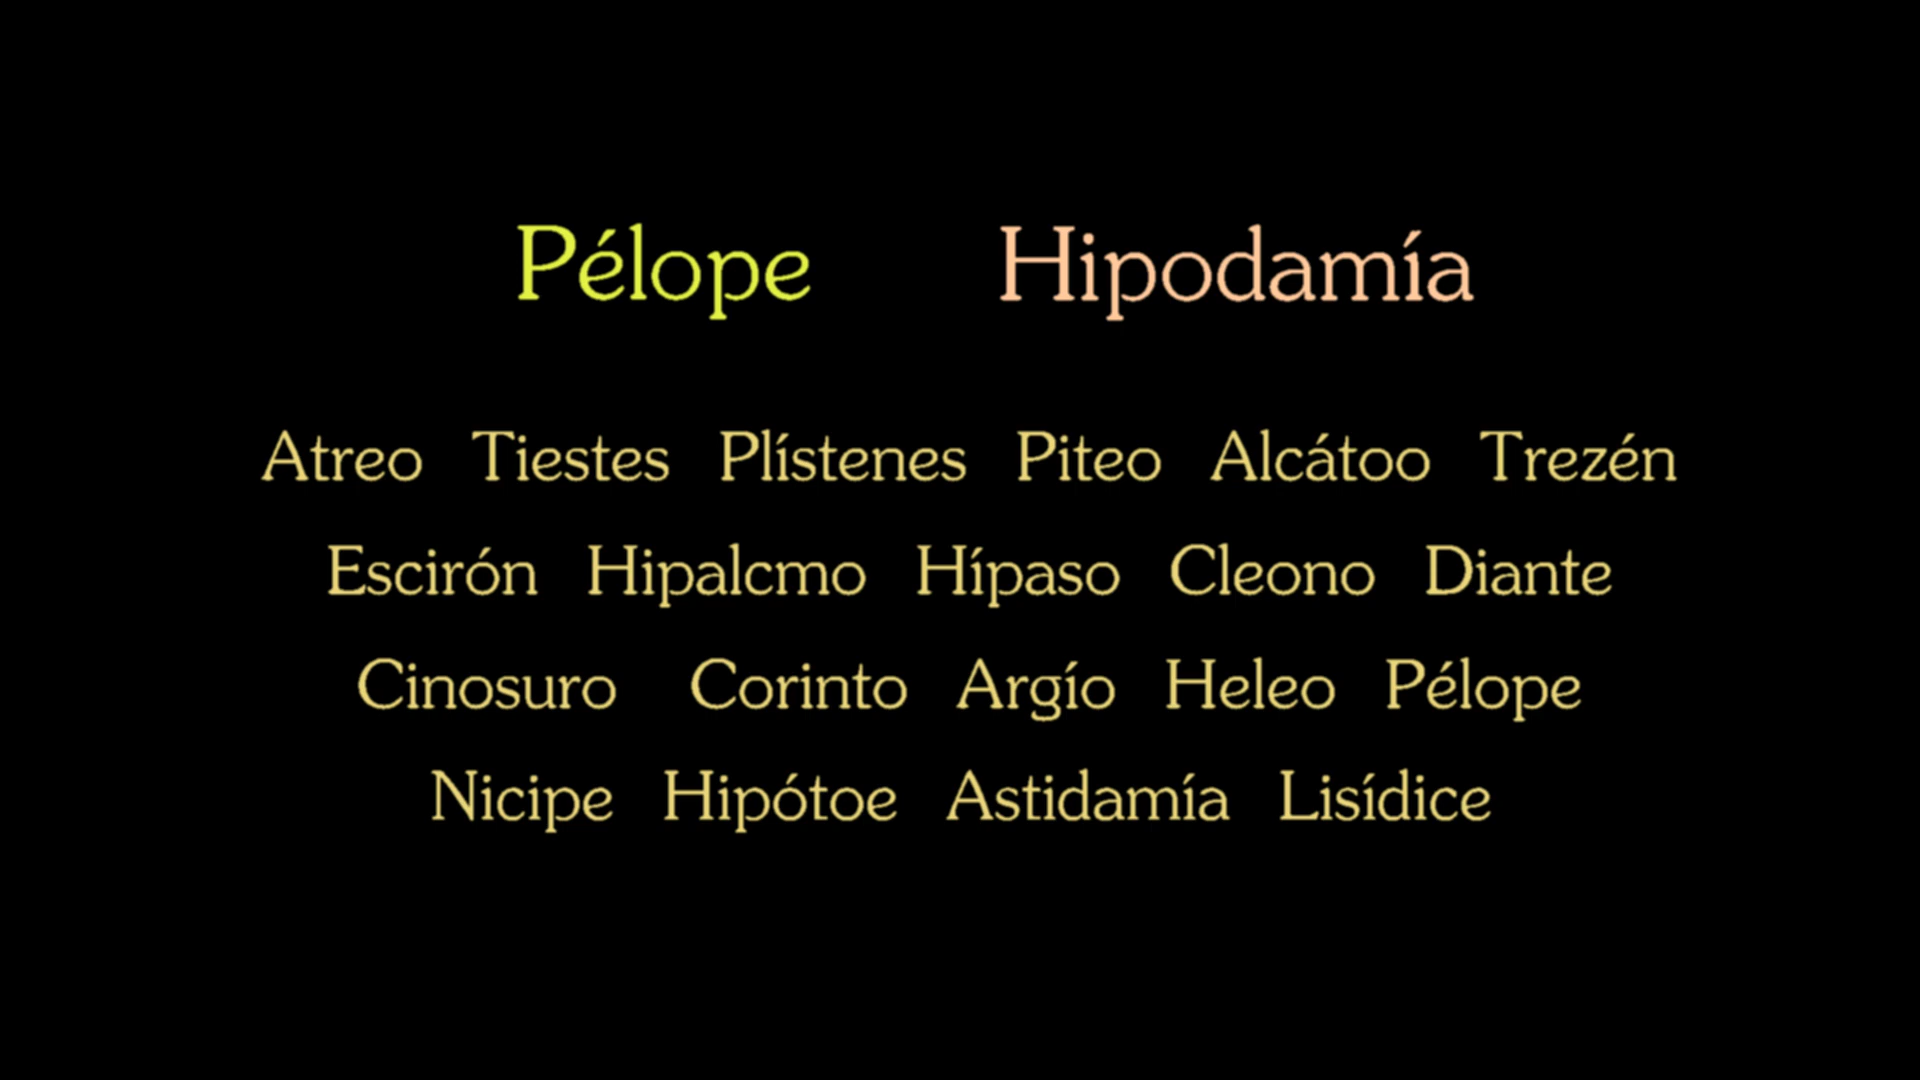 Pélope Hipodamía
Atreo Tiestes Plístenes Piteo Alcátoo Trezén
Escirón Hipalcmo Hípaso Cleono Diante
Cinosuro Corinto Argío Heleo Pélope
Nicipe Hipótoe Astidamía Lisídice